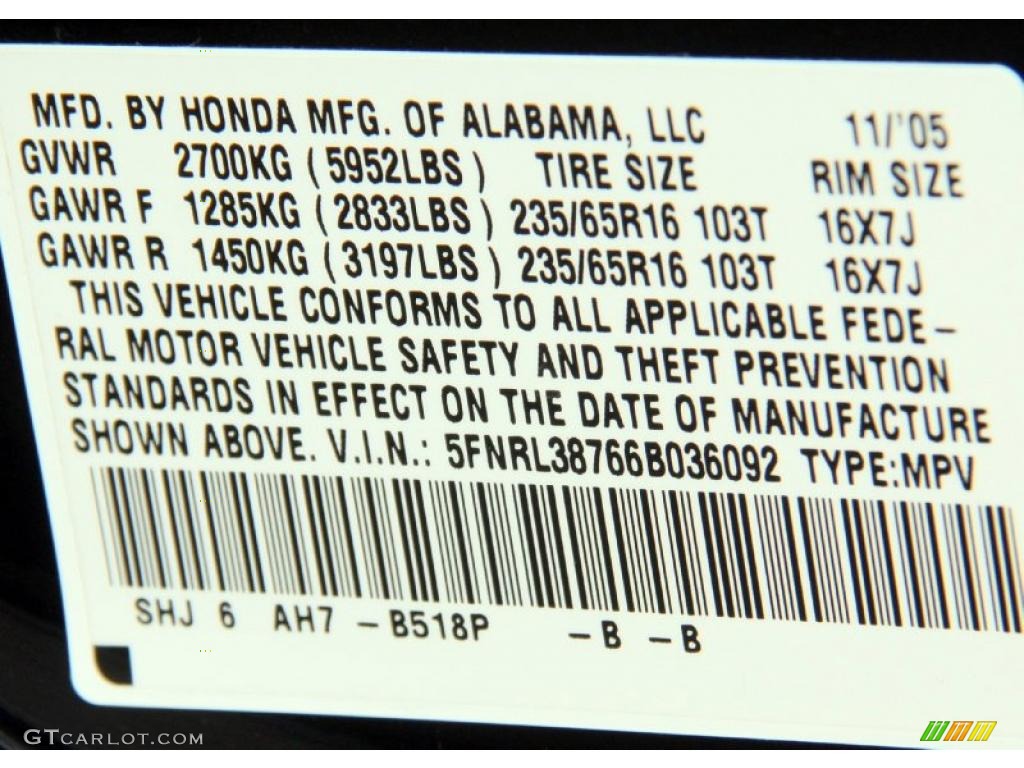 MFD. BY HONDA MFG. OF ALABAMA, LLC 11/'05
GVWR 2700KG (5952LBS) TIRE SIZE RIM SIZE
GAWR F 1285KG (2833LBS) 235/65R16 103T 16X7J
GAWR R 1450KG (3197LBS) 235/65R16 103T 16X7J
THIS VEHICLE CONFORMS TO ALL APPLICABLE FEDE-
RAL MOTOR VEHICLE SAFETY AND THEFT PREVENTION
STANDARDS IN EFFECT ON THE DATE OF MANUFACTURE
SHOWN ABOVE. V.I.N.: 5FNRL38766B036092 TYPE:MPV
SHJ 6 AH7 -B518P -B -B
GTCARLOT.COM